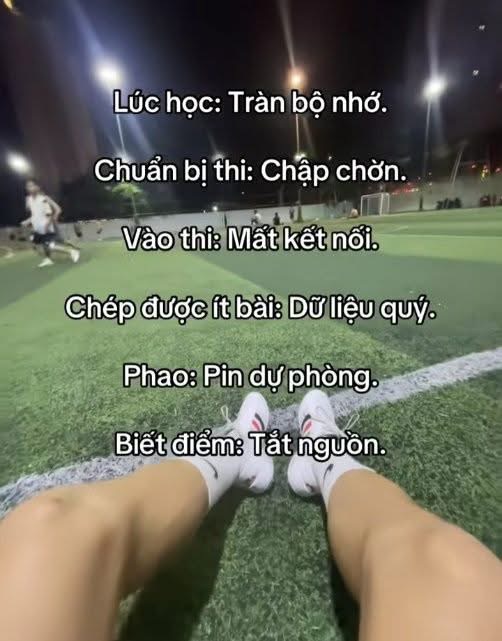 Lúc học: Tràn bộ nhớ.
Chuẩn bị thi: Chập chờn.
Vào thi: Mất kết nối.
Chép được ít bài: Dữ liệu quý.
Phao: Pin dự phòng.
Biết điểm: Tắt nguồn.